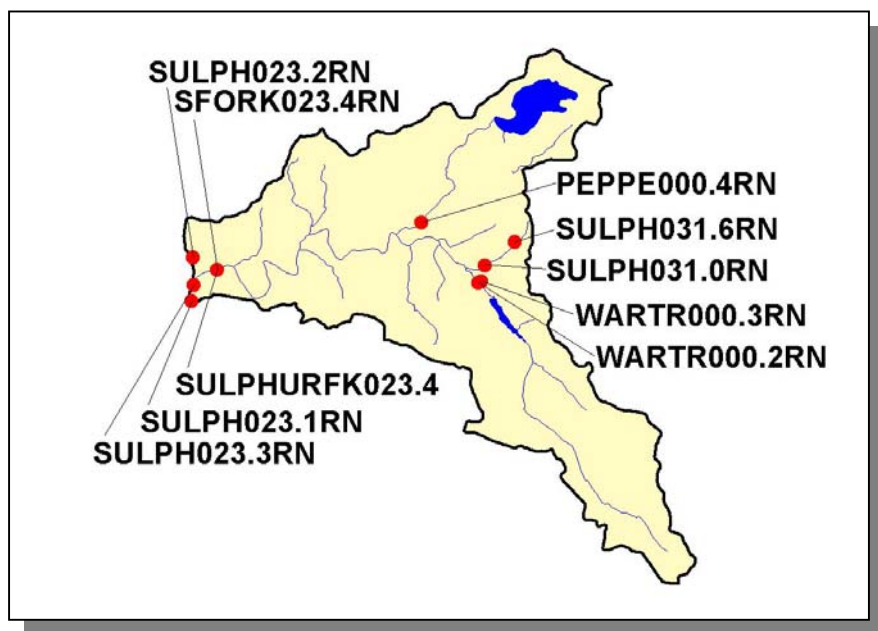 SULPH023.2RN
SFORK023.4RN
PEPPE000.4RN
SULPH031.6RN
SULPH031.0RN
WARTR000.3RN
WARTR000.2RN
SULPHURFK023.4
SULPH023.1RN
SULPH023.3RN